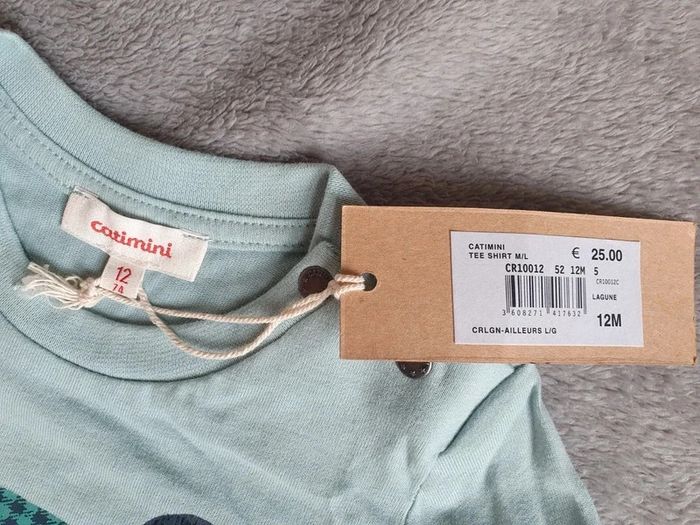 catimini
12
74
CATIMINI
TEE SHIRT M/L
€ 25.00
CR10012 52 12M 5
CR10012C
LAGUNE
3 608271 417632
12M
CRLGN-AILLEURS L/G